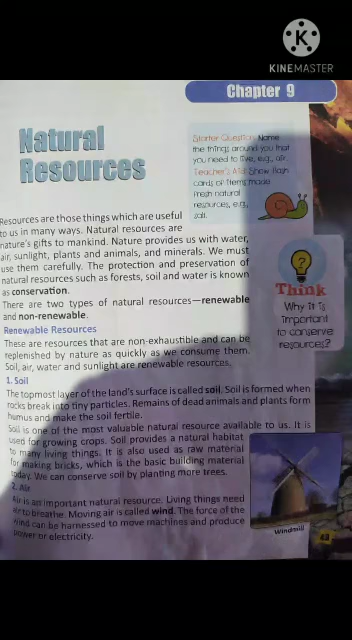 K
KINEMASTER
Chapter 9
Natural
Resources
Starter Question: Name
the things around you that
you need to live, e.g., air.
Teacher's Aid: Show flash
cards of items made
fresh natural
resources, e.g.,
salt.
Resources are those things which are useful
to us in many ways. Natural resources are
nature's gifts to mankind. Nature provides us with water,
air, sunlight, plants and animals, and minerals. We must
use them carefully. The protection and preservation of
natural resources such as forests, soil and water is known
as conservation.
There are two types of natural resources—renewable
and non-renewable.
Think
Why it is
important
to conserve
resources?
Renewable Resources
These are resources that are non-exhaustible and can be
replenished by nature as quickly as we consume them.
Soil, air, water and sunlight are renewable resources.
1. Soil
The topmost layer of the land's surface is called soil. Soil is formed when
rocks break into tiny particles. Remains of dead animals and plants form
humus and make the soil fertile.
Soil is one of the most valuable natural resource available to us. It is
used for growing crops. Soil provides a natural habitat
to many living things. It is also used as raw material
for making bricks, which is the basic building material
today. We can conserve soil by planting more trees.
2. Air
Air is an important natural resource. Living things need
air to breathe. Moving air is called wind. The force of the
wind can be harnessed to move machines and produce
power or electricity.
Windmill